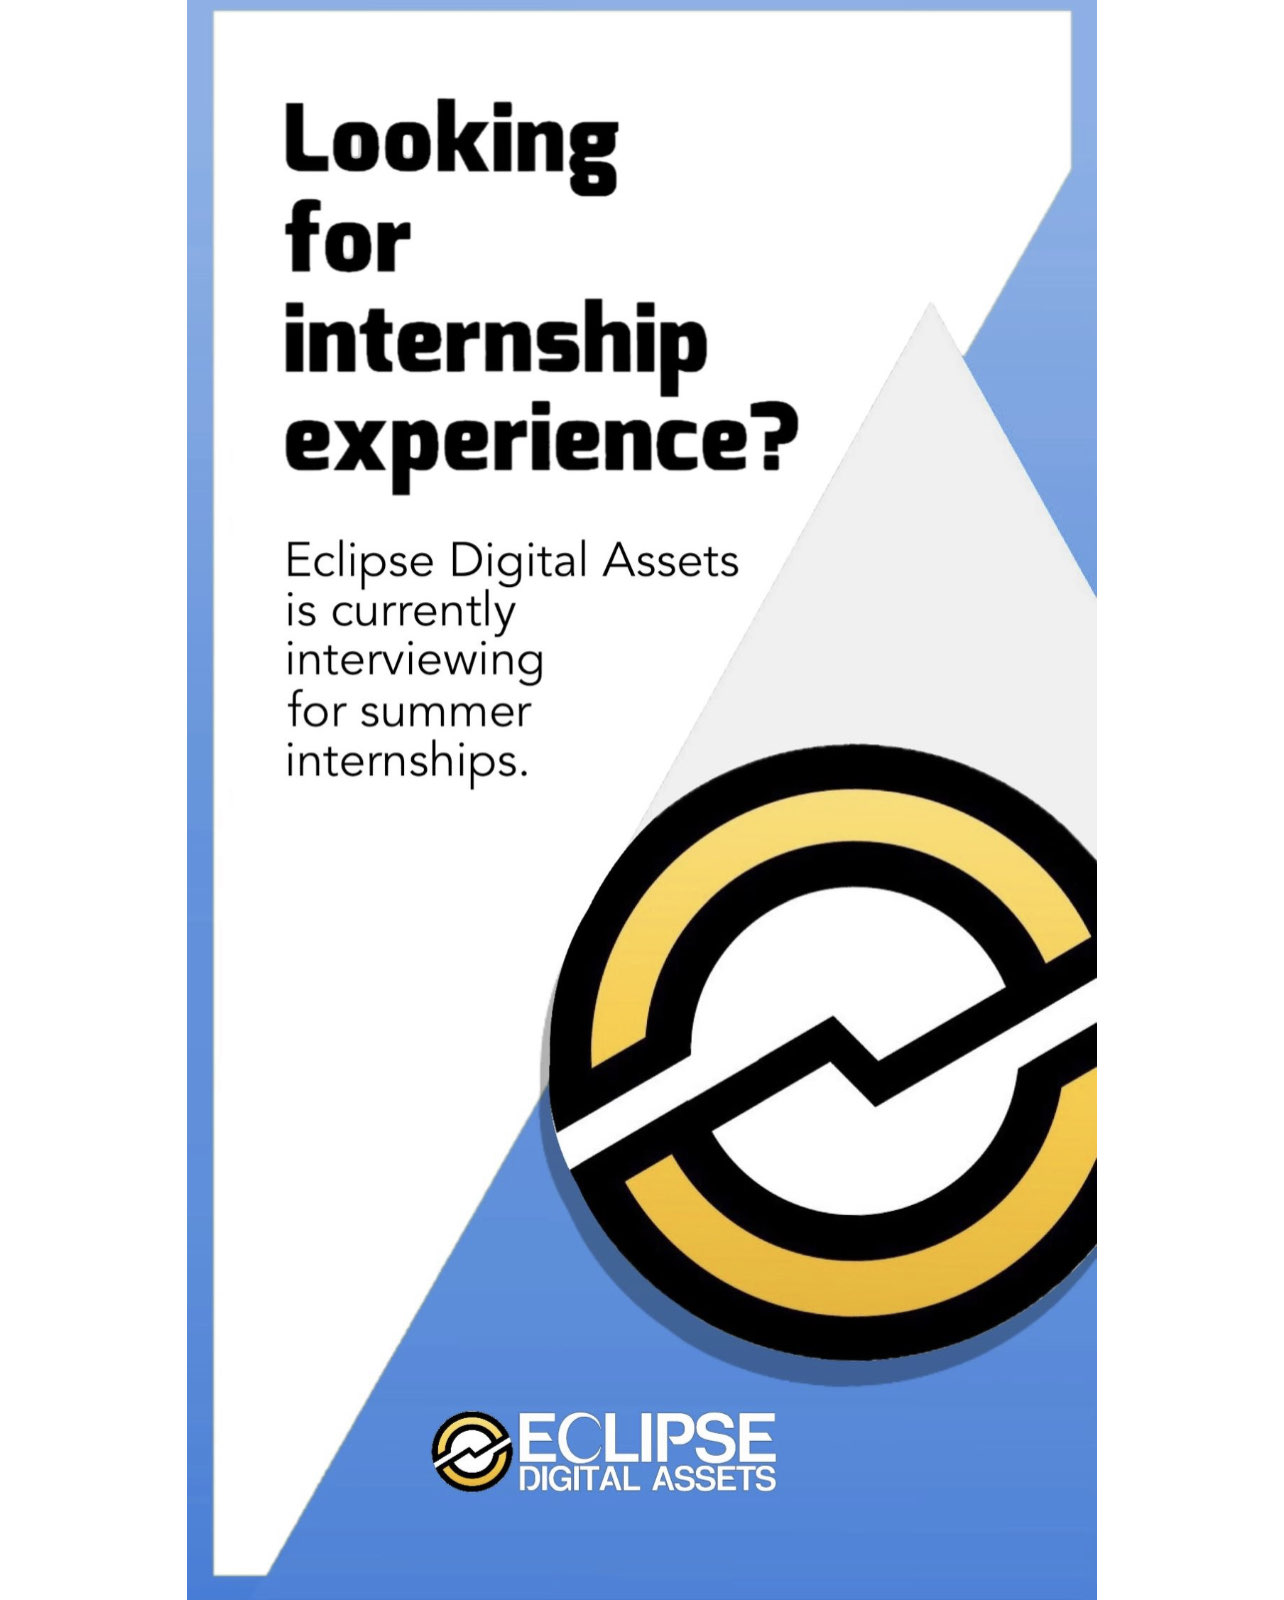 Looking
for
internship
experience?
Eclipse Digital Assets
is currently
interviewing
for summer
internships.
ECLIPSE
DIGITAL ASSETS